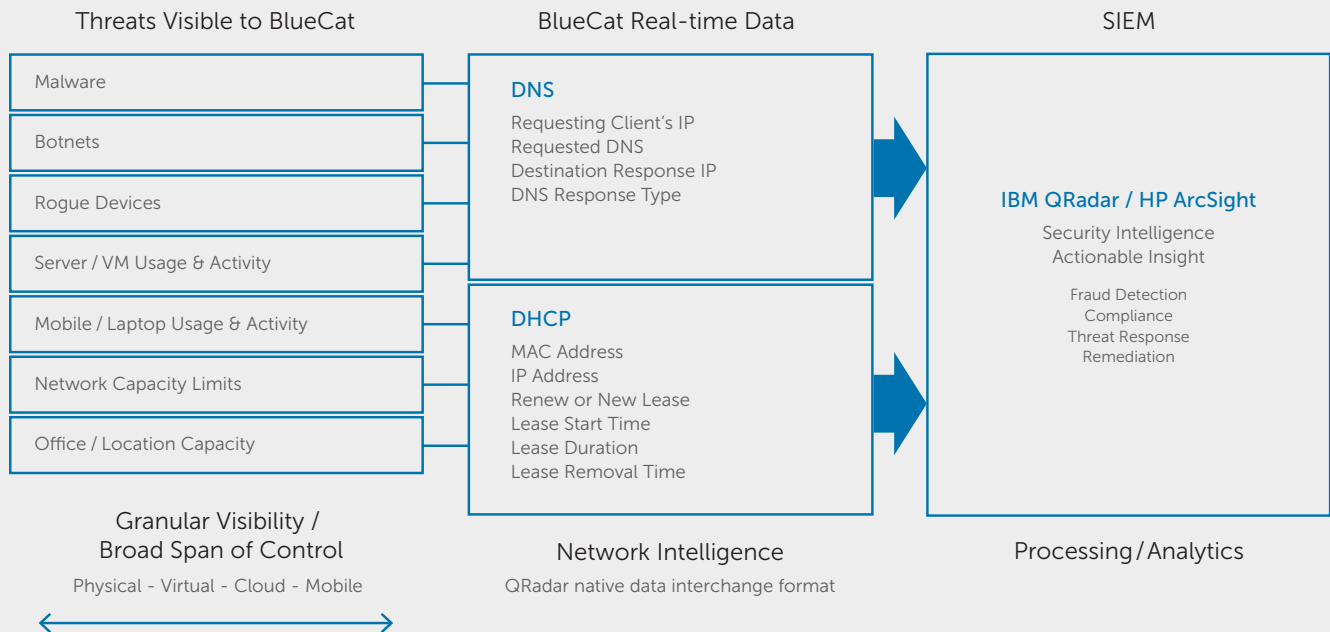 Threats Visible to BlueCat
Malware
Botnets
Rogue Devices
Server / VM Usage & Activity
Mobile / Laptop Usage & Activity
Network Capacity Limits
Office / Location Capacity
Granular Visibility /
Broad Span of Control
Physical - Virtual - Cloud - Mobile
BlueCat Real-time Data
DNS
Requesting Client's IP
Requested DNS
Destination Response IP
DNS Response Type
DHCP
MAC Address
IP Address
Renew or New Lease
Lease Start Time
Lease Duration
Lease Removal Time
Network Intelligence
QRadar native data interchange format
SIEM
IBM QRadar / HP ArcSight
Security Intelligence
Actionable Insight
Fraud Detection
Compliance
Threat Response
Remediation
Processing/Analytics